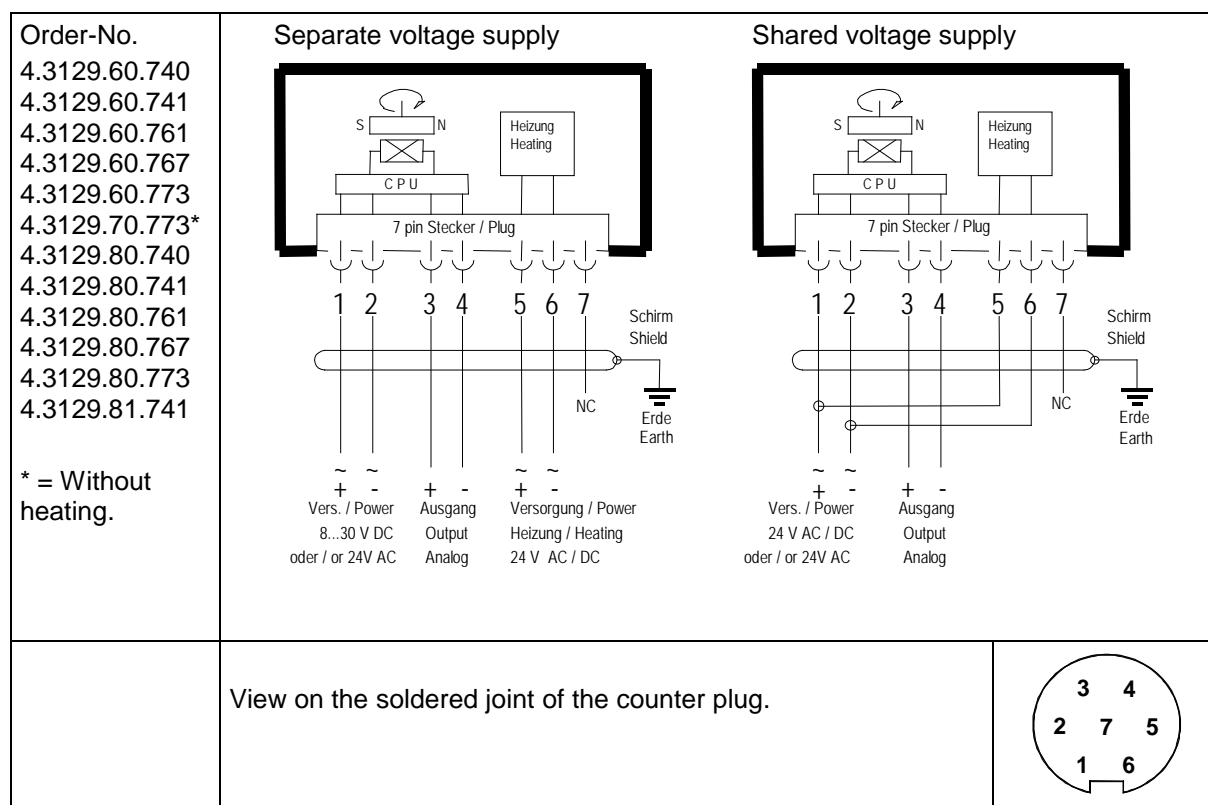 Order-No.
4.3129.60.740
4.3129.60.741
4.3129.60.761
4.3129.60.767
4.3129.60.773
4.3129.70.773*
4.3129.80.740
4.3129.80.741
4.3129.80.761
4.3129.80.767
4.3129.80.773
4.3129.81.741
* = Without
heating.
Separate voltage supply
S N
Heizung
Heating
CPU
7 pin Stecker / Plug
1 2 3 4 5 6 7
Schirm
Shield
NC
Erde
Earth
~ ~ ~ ~
+ - + - + -
Vers. / Power Ausgang Versorgung / Power
8...30 V DC Output Heizung / Heating
oder / or 24V AC Analog 24 V AC / DC
Shared voltage supply
S N
Heizung
Heating
CPU
7 pin Stecker / Plug
1 2 3 4 5 6 7
Schirm
Shield
NC
Erde
Earth
~ ~
+ - + -
Vers. / Power Ausgang
24 V AC / DC Output
oder / or 24V AC Analog
View on the soldered joint of the counter plug.
3 4
2 7 5
1 6